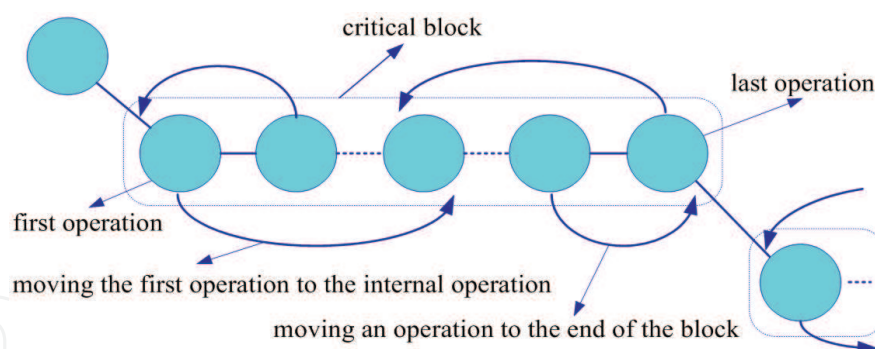 critical block
last operation
first operation
moving the first operation to the internal operation
moving an operation to the end of the block